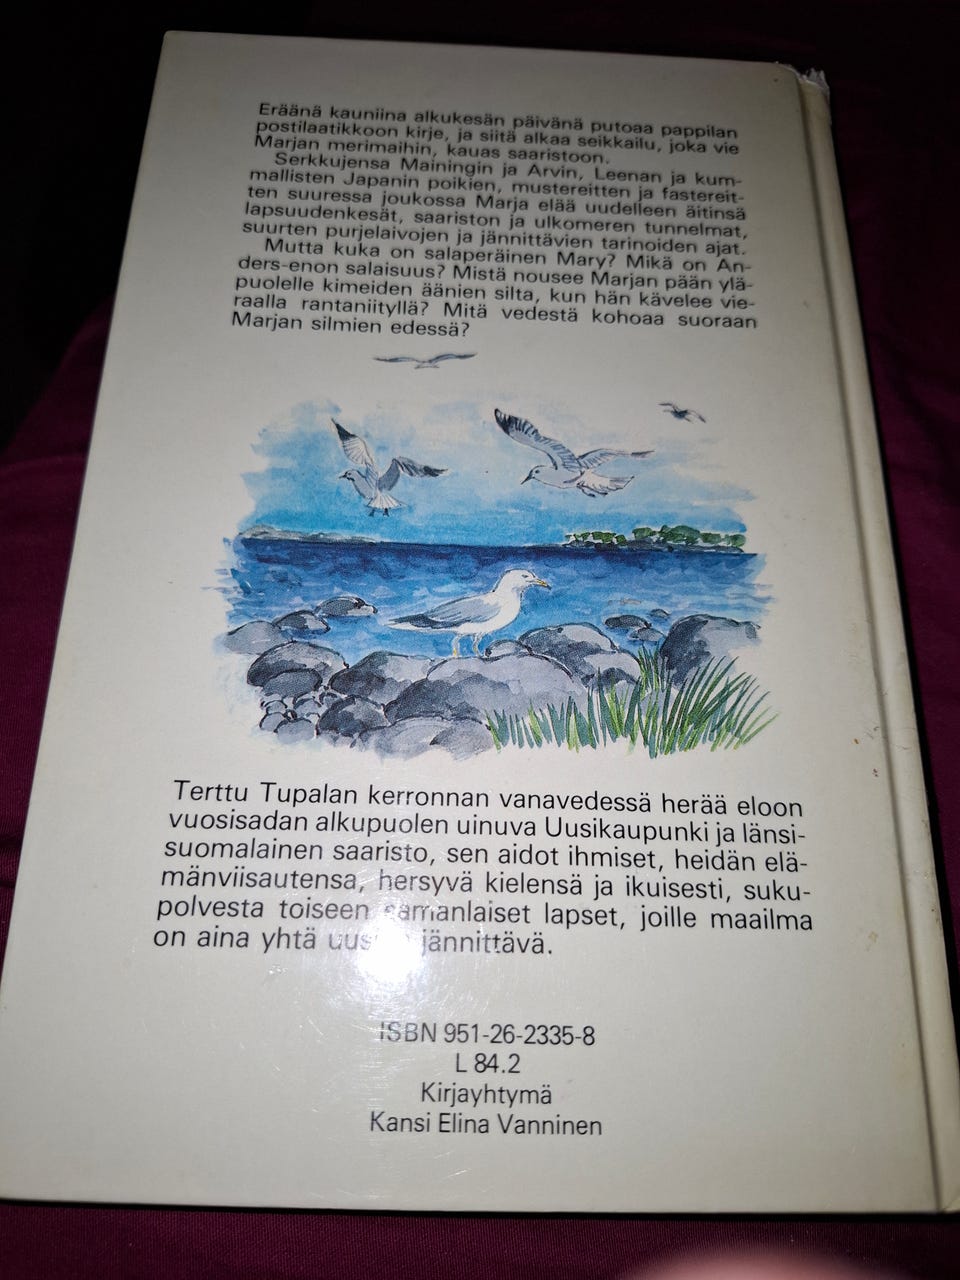 Eräänä kauniina alkukesän päivänä putoaa pappilan
postilaatikkoon kirje, ja siitä alkaa seikkailu, joka vie
Marjan merimaihin, kauas saaristoon.
Serkkujensa Mainingin ja Arvin, Leenan ja kum-
mallisten Japanin poikien, mustereitten ja fastereit-
ten suuressa joukossa Marja elää uudelleen äitinsä
lapsuudenkesät, saariston ja ulkomeren tunnelmat,
suurten purjelaivojen ja jännittävien tarinoiden ajat.
Mutta kuka on salaperäinen Mary? Mikä on An-
ders-enon salaisuus? Mistä nousee Marjan pään ylä-
puolelle kimeiden äänien silta, kun hän kävelee vie-
raalla rantaniityllä? Mitä vedestä kohoaa suoraan
Marjan silmien edessä?
Terttu Tupalan kerronnan vanavedessä herää eloon
vuosisadan alkupuolen uinuva Uusikaupunki ja länsi-
suomalainen saaristo, sen aidot ihmiset, heidän elä-
mänviisautensa, hersyvä kielensä ja ikuisesti, suku-
polvesta toiseen samanlaiset lapset, joille maailma
on aina yhtä jännittävä.
ISBN 951-26-2335-8
L 84.2
Kirjayhtymä
Kansi Elina Vanninen